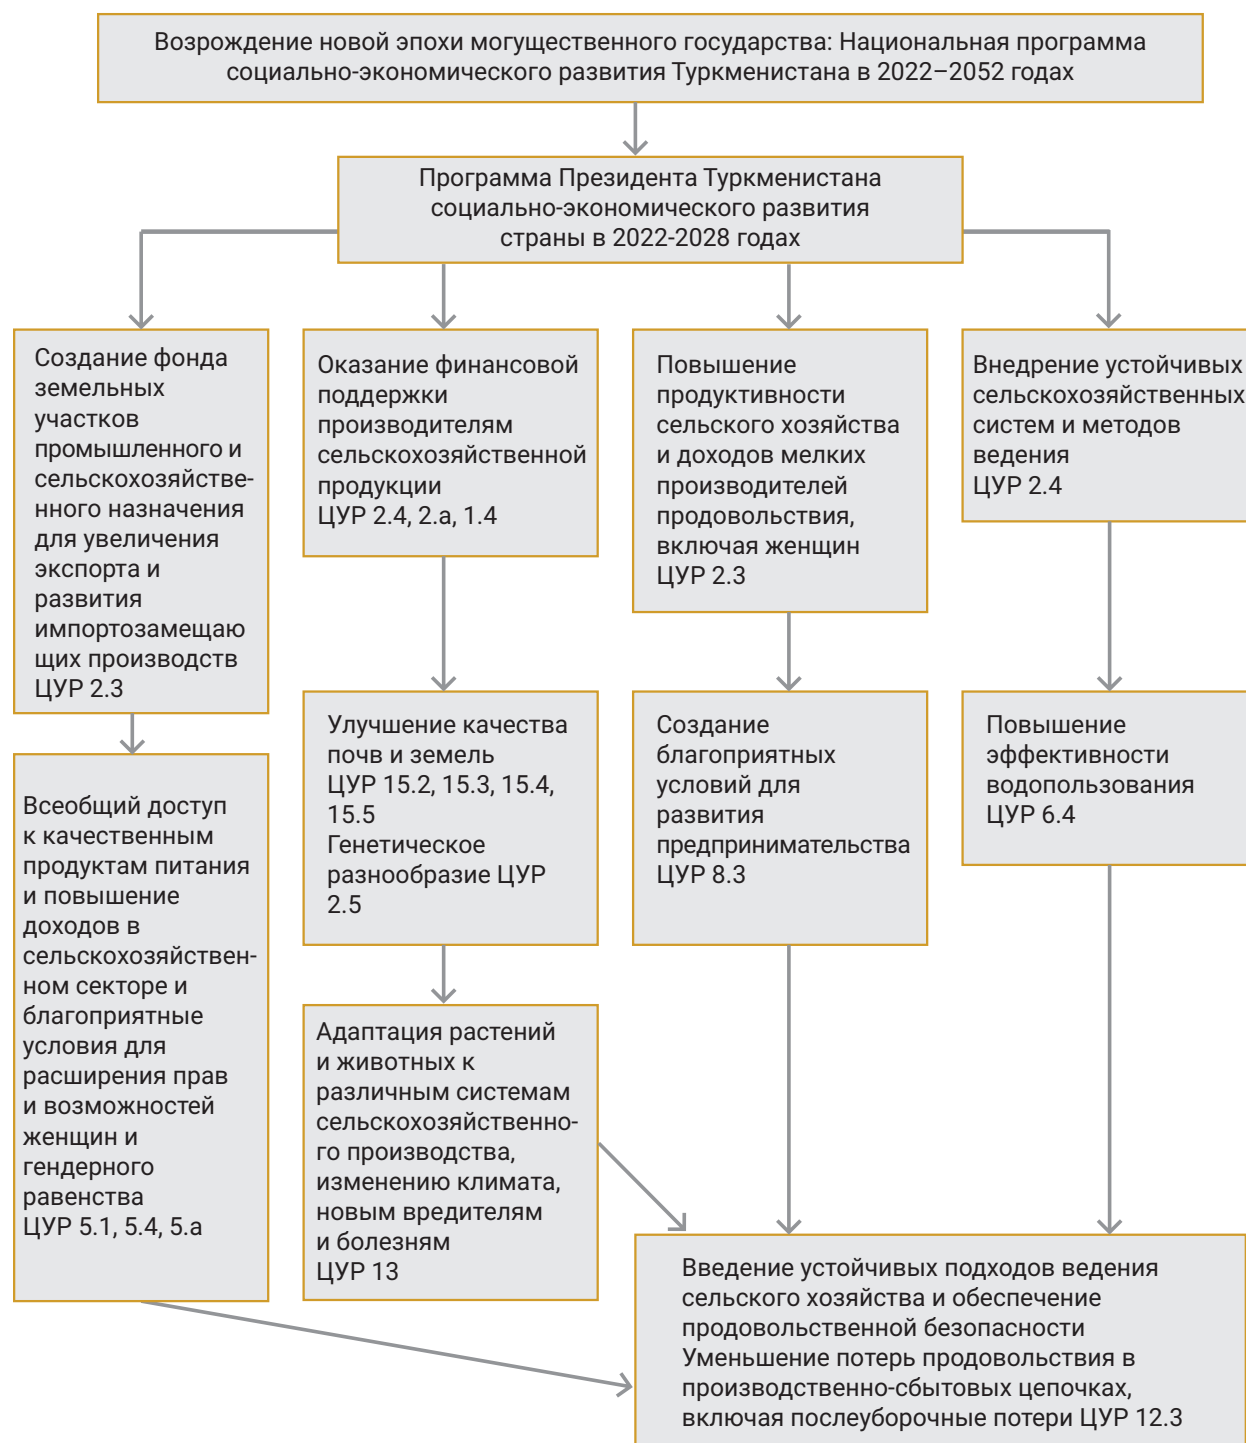 Возрождение новой эпохи могущественного государства: Национальная программа
социально-экономического развития Туркменистана в 2022–2052 годах
Программа Президента Туркменистана
социально-экономического развития
страны в 2022-2028 годах
Создание фонда
земельных
участков
промышленного и
сельскохозяйстве-
нного назначения
для увеличения
экспорта и
развития
импортозамещаю
щих производств
ЦУР 2.3
Оказание финансовой
поддержки
производителям
сельскохозяйственной
продукции
ЦУР 2.4, 2.a, 1.4
Повышение
продуктивности
сельского хозяйства
и доходов мелких
производителей
продовольствия,
включая женщин
ЦУР 2.3
Внедрение устойчивых
сельскохозяйственных
систем и методов
ведения
ЦУР 2.4
Всеобщий доступ
к качественным
продуктам питания
и повышение
доходов в
сельскохозяйствен-
ном секторе и
благоприятные
условия для
расширения прав
и возможностей
женщин и
гендерного
равенства
ЦУР 5.1, 5.4, 5.a
Улучшение качества
почв и земель
ЦУР 15.2, 15.3, 15.4,
15.5
Генетическое
разнообразие ЦУР
2.5
Создание
благоприятных
условий для
развития
предпринимательства
ЦУР 8.3
Повышение
эффективности
водопользования
ЦУР 6.4
Адаптация растений
и животных к
различным системам
сельскохозяйственно-
го производства,
изменению климата,
новым вредителям
и болезням
ЦУР 13
Введение устойчивых подходов ведения
сельского хозяйства и обеспечение
продовольственной безопасности
Уменьшение потерь продовольствия в
производственно-сбытовых цепочках,
включая послеуборочные потери ЦУР 12.3